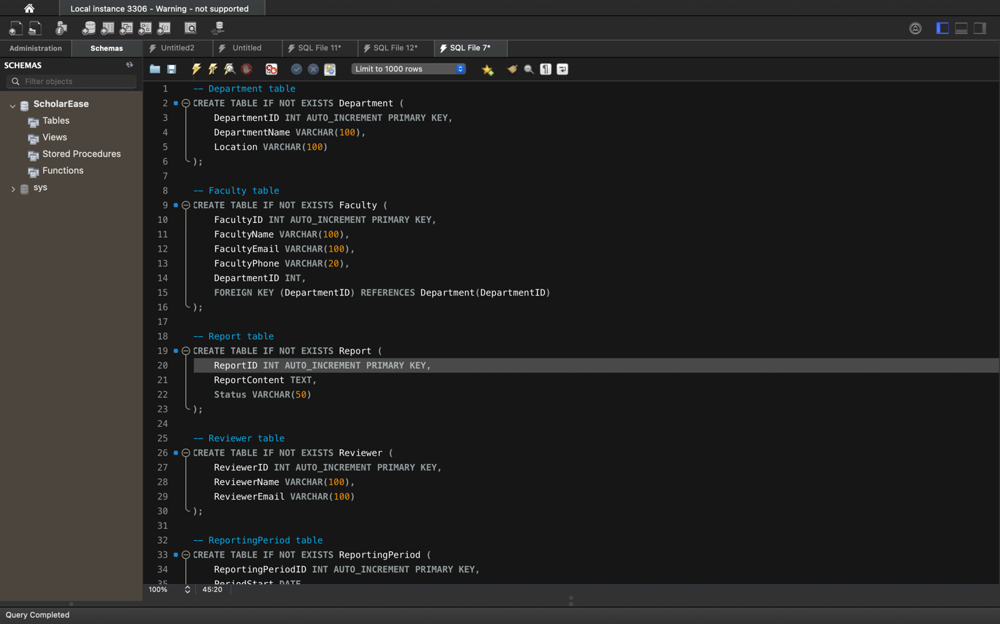 Local instance 3306 - Warning - not supported
Administration
Schemas
Untitled2
Untitled
SQL File 11*
SQL File 12*
SQL File 7*
SCHEMAS
Filter objects
Limit to 1000 rows
ScholarEase
Tables
Views
Stored Procedures
Functions
sys
1 -- Department table
2 CREATE TABLE IF NOT EXISTS Department (
3 DepartmentID INT AUTO_INCREMENT PRIMARY KEY,
4 DepartmentName VARCHAR(100),
5 Location VARCHAR(100)
6 );
7
8 -- Faculty table
9 CREATE TABLE IF NOT EXISTS Faculty (
10 FacultyID INT AUTO_INCREMENT PRIMARY KEY,
11 FacultyName VARCHAR(100),
12 FacultyEmail VARCHAR(100),
13 FacultyPhone VARCHAR(20),
14 DepartmentID INT,
15 FOREIGN KEY (DepartmentID) REFERENCES Department(DepartmentID)
16 );
17
18 -- Report table
19 CREATE TABLE IF NOT EXISTS Report (
20 ReportID INT AUTO_INCREMENT PRIMARY KEY,
21 ReportContent TEXT,
22 Status VARCHAR(50)
23 );
24
25 -- Reviewer table
26 CREATE TABLE IF NOT EXISTS Reviewer (
27 ReviewerID INT AUTO_INCREMENT PRIMARY KEY,
28 ReviewerName VARCHAR(100),
29 ReviewerEmail VARCHAR(100)
30 );
31
32 -- ReportingPeriod table
33 CREATE TABLE IF NOT EXISTS ReportingPeriod (
34 ReportingPeriodID INT AUTO_INCREMENT PRIMARY KEY,
35 PeriodStart DATE
100%
45:20
Query Completed